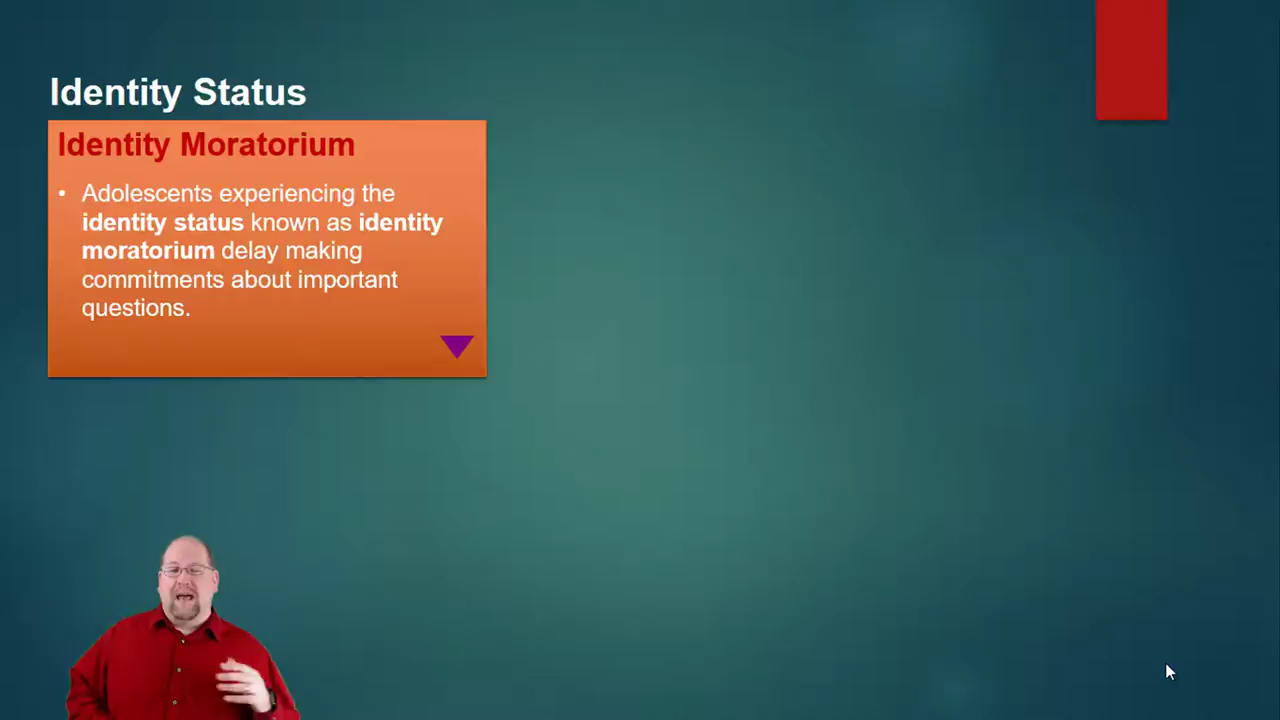 Identity Status
Identity Moratorium
• Adolescents experiencing the
identity status known as identity
moratorium delay making
commitments about important
questions.